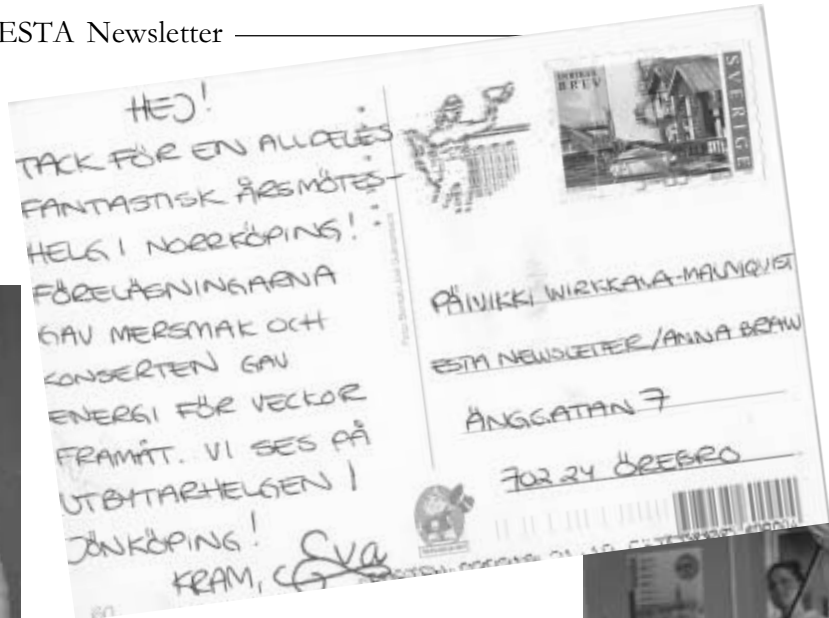 ESTA Newsletter
HEJ!
TACK FÖR EN ALLDELES
FANTASTISK ÅRSMÖTES-
HELG I NORRKÖPING!
FÖRELÄSNINGARNA
GAV MERSMAK OCH
KONSERTEN GAV
ENERGI FÖR VECKOR
FRAMÅT. VI SES PÅ
UTBYTARHELGEN I
JÖNKÖPING!
KRAM, Eva
SVERIGE
BREV
SVERIGE
PÄIVIKKI WIRKKALA-MALMQVIST
ESTA NEWSLETTER/ANNA BRAW
ÄNGGATAN 7
702 24 ÖREBRO